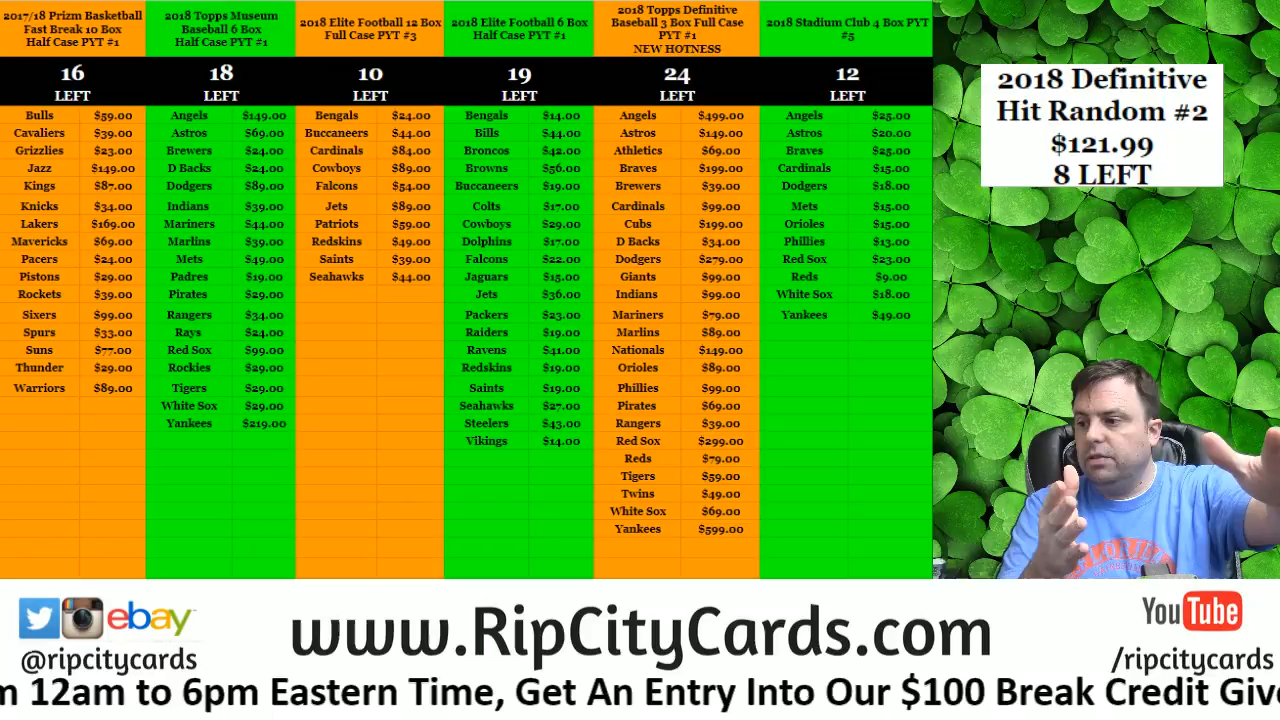 2017/18 Prizm Basketball
Fast Break 10 Box
Half Case PYT #1
16
LEFT
Bulls $59.00
Cavaliers $39.00
Grizzlies $23.00
Jazz $149.00
Kings $87.00
Knicks $34.00
Lakers $169.00
Mavericks $69.00
Pacers $24.00
Pistons $29.00
Rockets $39.00
Sixers $99.00
Spurs $33.00
Suns $77.00
Thunder $29.00
Warriors $89.00
2018 Topps Museum
Baseball 6 Box
Half Case PYT #1
18
LEFT
Angels $149.00
Astros $69.00
Brewers $24.00
D Backs $24.00
Dodgers $89.00
Indians $39.00
Mariners $44.00
Marlins $39.00
Mets $49.00
Padres $19.00
Pirates $29.00
Rangers $34.00
Rays $24.00
Red Sox $99.00
Rockies $29.00
Tigers $29.00
White Sox $29.00
Yankees $219.00
2018 Elite Football 12 Box
Full Case PYT #3
10
LEFT
Bengals $24.00
Buccaneers $44.00
Cardinals $84.00
Cowboys $89.00
Falcons $54.00
Jets $89.00
Patriots $59.00
Redskins $49.00
Saints $39.00
Seahawks $44.00
2018 Elite Football 6 Box
Half Case PYT #1
19
LEFT
Bengals $14.00
Bills $44.00
Broncos $42.00
Browns $56.00
Buccaneers $19.00
Colts $17.00
Cowboys $29.00
Dolphins $17.00
Falcons $22.00
Jaguars $15.00
Jets $36.00
Packers $23.00
Raiders $19.00
Ravens $41.00
Redskins $19.00
Saints $19.00
Seahawks $27.00
Steelers $43.00
Vikings $14.00
2018 Topps Definitive
Baseball 3 Box Full Case
PYT #1
NEW HOTNESS
24
LEFT
Angels $499.00
Astros $149.00
Athletics $69.00
Braves $199.00
Brewers $39.00
Cardinals $99.00
Cubs $199.00
D Backs $34.00
Dodgers $279.00
Giants $99.00
Indians $99.00
Mariners $79.00
Marlins $89.00
Nationals $149.00
Orioles $89.00
Phillies $99.00
Pirates $69.00
Rangers $39.00
Red Sox $299.00
Reds $79.00
Tigers $59.00
Twins $49.00
White Sox $69.00
Yankees $599.00
2018 Stadium Club 4 Box PYT
#5
12
LEFT
Angels $25.00
Astros $20.00
Braves $25.00
Cardinals $15.00
Dodgers $18.00
Mets $15.00
Orioles $15.00
Phillies $13.00
Red Sox $23.00
Reds $9.00
White Sox $18.00
Yankees $49.00
2018 Definitive
Hit Random #2
$121.99
8 LEFT
ebay
@ripcitycards
www.RipCityCards.com
YouTube
/ripcitycards
m 12am to 6pm Eastern Time, Get An Entry Into Our $100 Break Credit Give